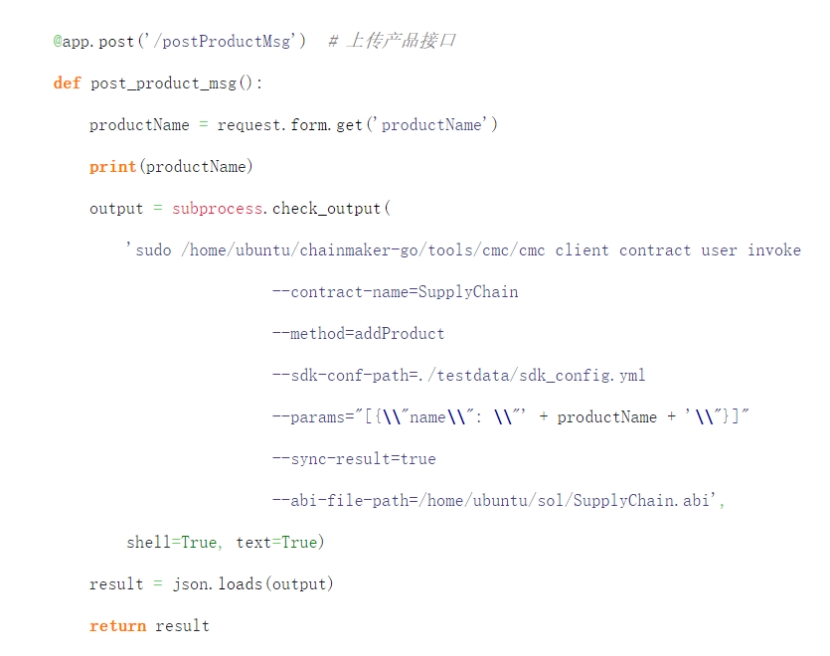 @app.post('/postProductMsg')  # 上传产品接口
def post_product_msg():
    productName = request.form.get('productName')
    print(productName)
    output = subprocess.check_output(
        'sudo /home/ubuntu/chainmaker-go/tools/cmc/cmc client contract user invoke
                        --contract-name=SupplyChain
                        --method=addProduct
                        --sdk-conf-path=./testdata/sdk_config.yml
                        --params="[{\\"name\\": \\"' + productName + '\\"}]"
                        --sync-result=true
                        --abi-file-path=/home/ubuntu/sol/SupplyChain.abi',
        shell=True, text=True)
    result = json.loads(output)
    return result